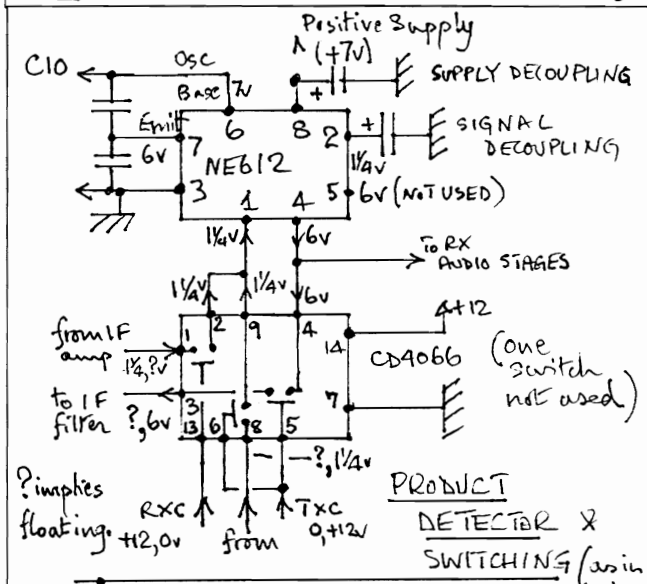 Positive Supply
(+7v)
C10
OSC
Base
7v
+
SUPPLY DECOUPLING
Emit
7
6
8
2
+
SIGNAL
DECOUPLING
6v
NE612
1¼v
3
5
6v (NOT USED)
1
4
1¼v
6v
To RX
AUDIO STAGES
1¼v
1¼v
6v
from IF
amp
1¼,?v
1
2
9
4
14
+12
CD4066
(one
switch
not used)
to IF
filter
?,6v
3
7
13
6
8
5
?,1¼v
? implies
floating.
RXC
+12,0v
from
TXC
0,+12v
PRODUCT
DETECTOR &
SWITCHING
(as in